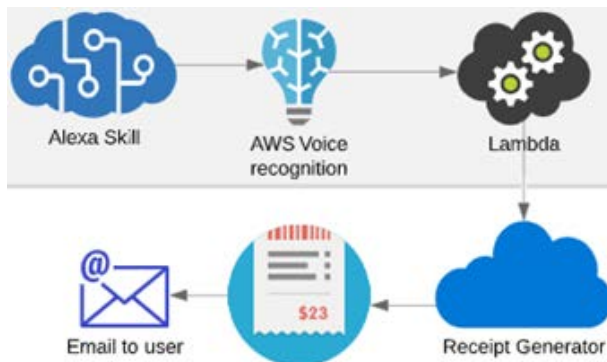 Alexa Skill
AWS Voice
recognition
Lambda
$23
@
Email to user
Receipt Generator